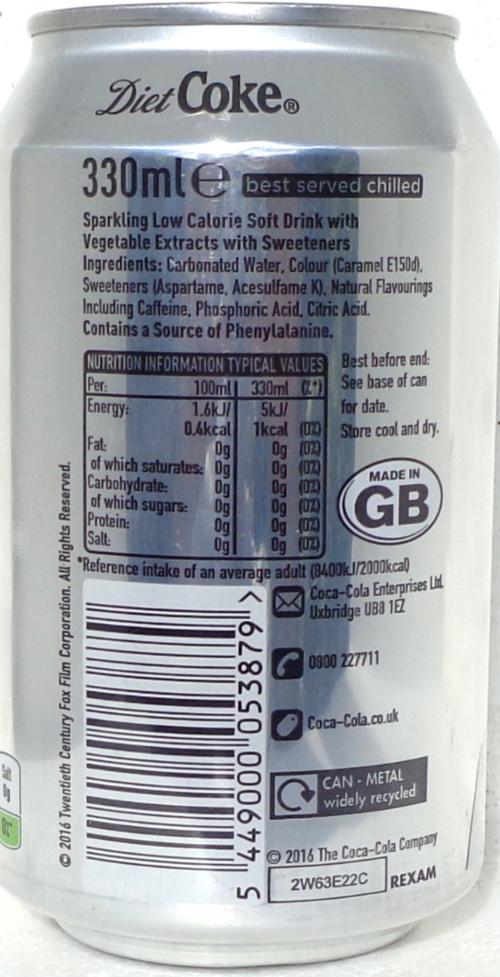 Diet Coke®
330ml ℮ best served chilled
Sparkling Low Calorie Soft Drink with
Vegetable Extracts with Sweeteners
Ingredients: Carbonated Water, Colour (Caramel E150d),
Sweeteners (Aspartame, Acesulfame K), Natural Flavourings
Including Caffeine, Phosphoric Acid, Citric Acid.
Contains a Source of Phenylalanine.
NUTRITION INFORMATION TYPICAL VALUES
Per: 100ml 330ml (%*)
Energy: 1.6kJ/ 5kJ/
0.4kcal 1kcal (0%)
Fat: 0g 0g (0%)
of which saturates: 0g 0g (0%)
Carbohydrate: 0g 0g (0%)
of which sugars: 0g 0g (0%)
Protein: 0g 0g (0%)
Salt: 0g 0g (0%)
*Reference intake of an average adult (8400kJ/2000kcal)
Best before end:
See base of can
for date.
Store cool and dry.
MADE IN
GB
Coca-Cola Enterprises Ltd.
Uxbridge UB8 1EZ
0800 227711
Coca-Cola.co.uk
CAN - METAL
widely recycled
© 2016 The Coca-Cola Company
2W63E22C REXAM
5 449000 053879 >
© 2016 Twentieth Century Fox Film Corporation. All Rights Reserved.
Salt
0g
0%*